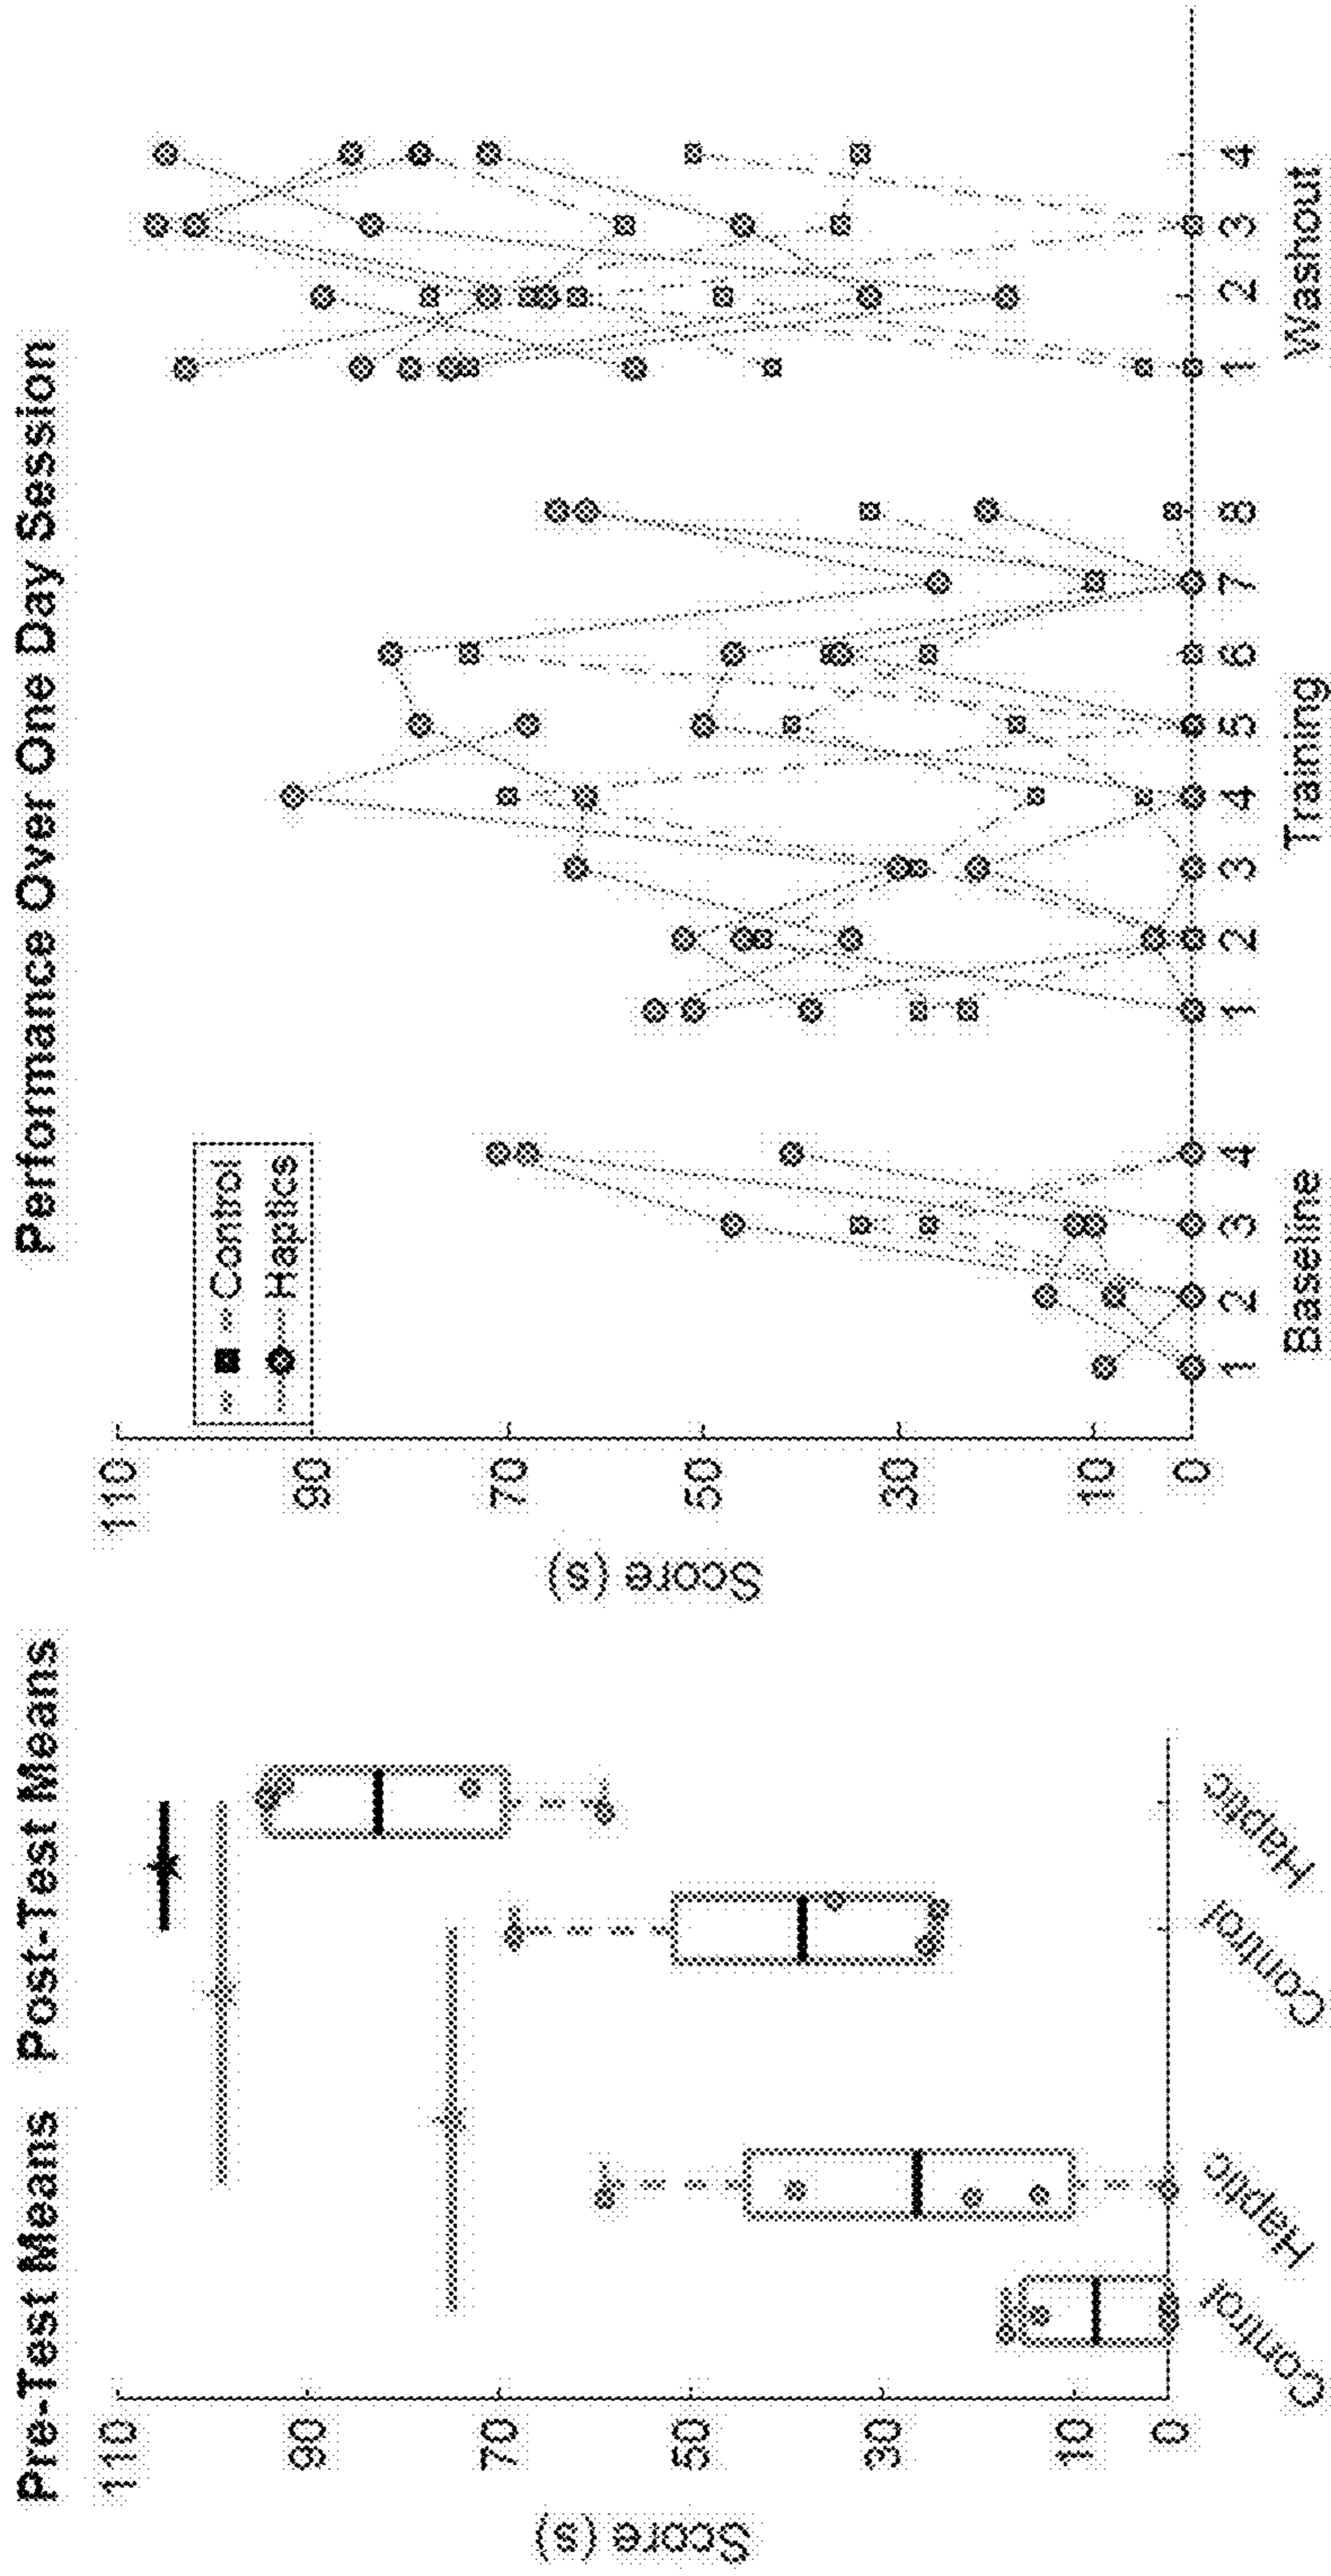 Pre-Test Means Post-Test Means
Score (s)
110
90
70
50
30
10
0
Control
Haptic
Control
Haptic
Performance Over One Day Session
Control
Haptics
Score (s)
110
90
70
50
30
10
0
1 2 3 4 1 2 3 4 5 6 7 8 1 2 3 4
Baseline Training Washout